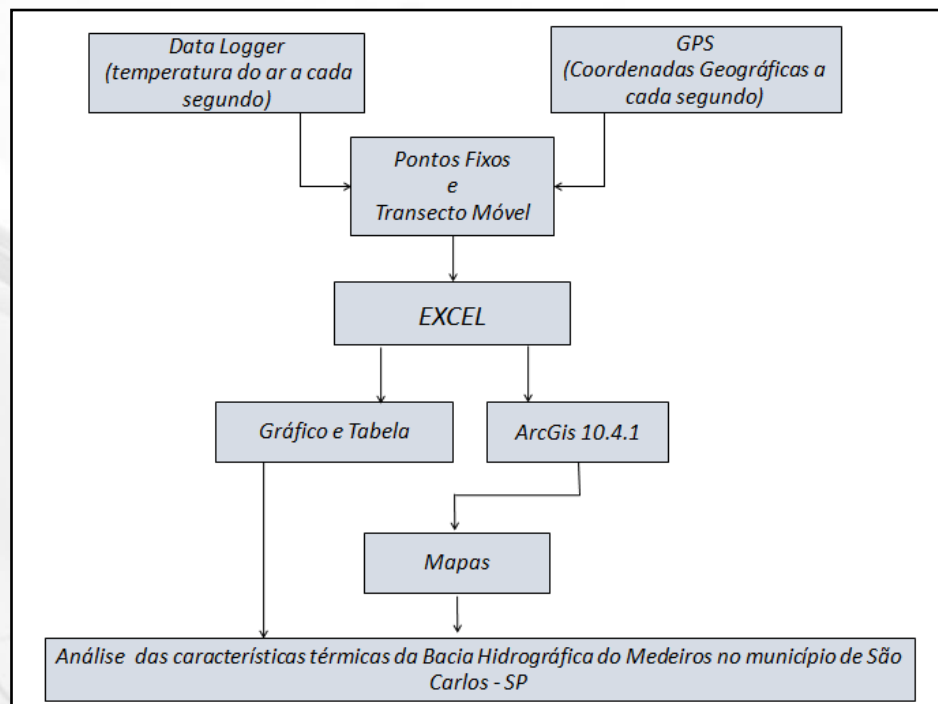 Data Logger
(temperatura do ar a cada
segundo)
GPS
(Coordenadas Geográficas a
cada segundo)
Pontos Fixos
e
Transecto Móvel
EXCEL
Gráfico e Tabela
ArcGis 10.4.1
Mapas
Análise das características térmicas da Bacia Hidrográfica do Medeiros no município de São
Carlos - SP